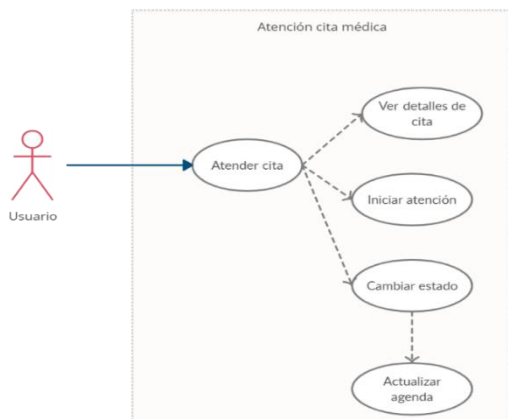 Atención cita médica
Ver detalles de
cita
Atender cita
Iniciar atención
Usuario
Cambiar estado
Actualizar
agenda